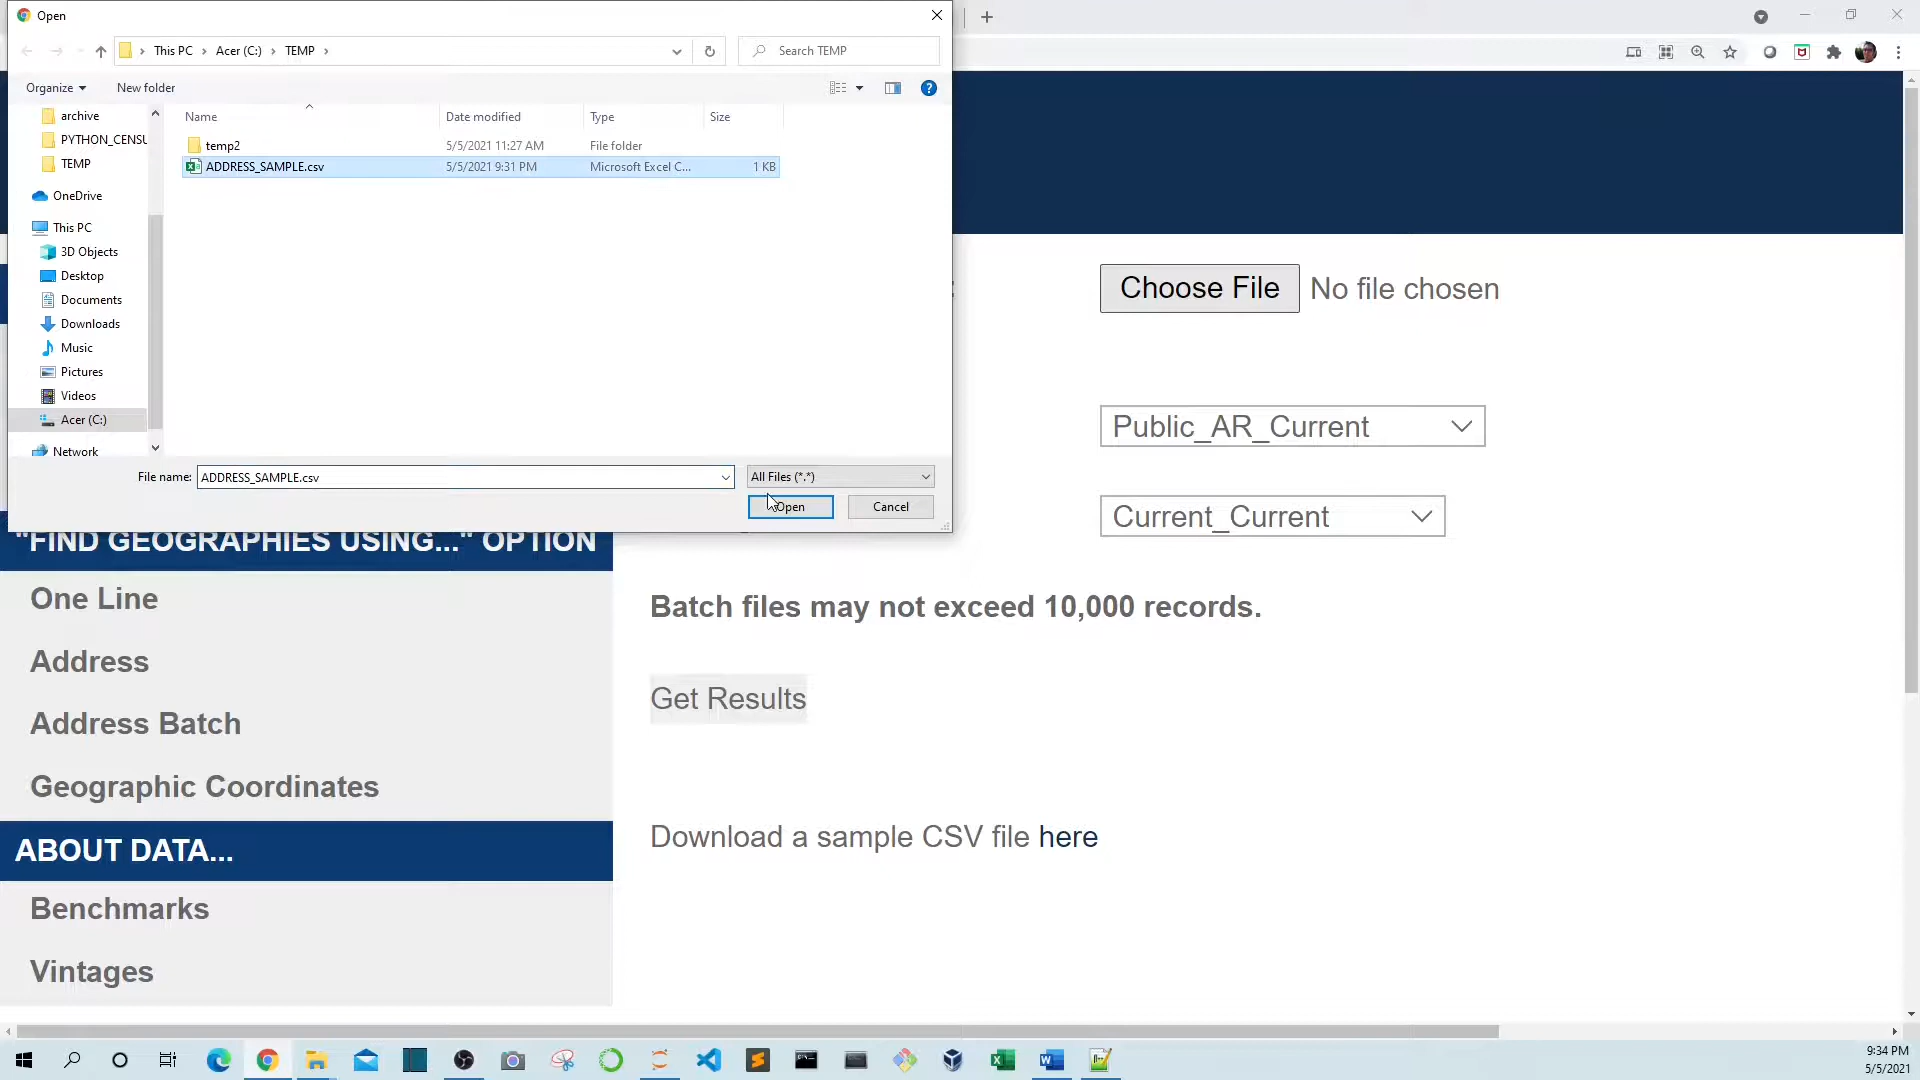 Open
This PC > Acer (C:) > TEMP >
Search TEMP
Organize
New folder
Name
Date modified
Type
Size
archive
PYTHON_CENSU
TEMP
OneDrive
This PC
3D Objects
Desktop
Documents
Downloads
Music
Pictures
Videos
Acer (C:)
Network
temp2 5/5/2021 11:27 AM File folder
ADDRESS_SAMPLE.csv 5/5/2021 9:31 PM Microsoft Excel C... 1 KB
File name: ADDRESS_SAMPLE.csv
All Files (*.*)
Open
Cancel
Choose File No file chosen
Public_AR_Current
Current_Current
"FIND GEOGRAPHIES USING..." OPTION
One Line
Address
Address Batch
Geographic Coordinates
ABOUT DATA...
Benchmarks
Vintages
Batch files may not exceed 10,000 records.
Get Results
Download a sample CSV file here
9:34 PM
5/5/2021